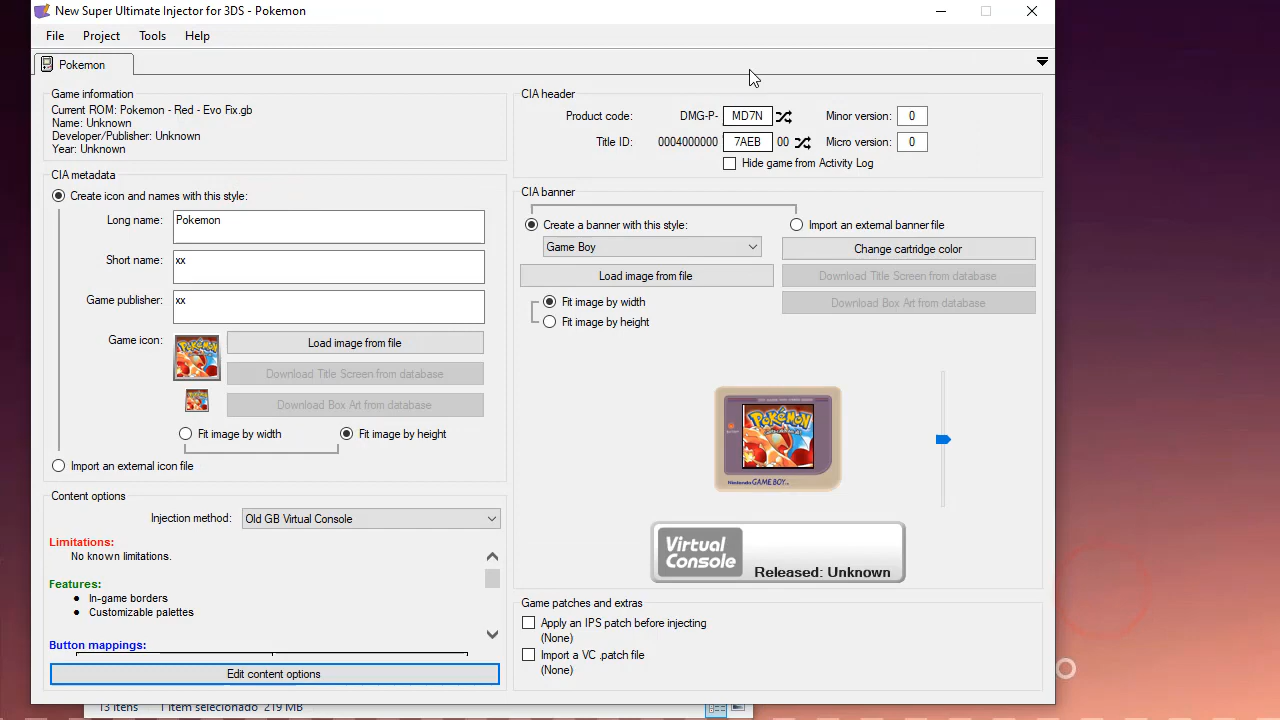 New Super Ultimate Injector for 3DS - Pokemon
File Project Tools Help
Pokemon
Game information
Current ROM: Pokemon - Red - Evo Fix.gb
Name: Unknown
Developer/Publisher: Unknown
Year: Unknown
CIA metadata
Create icon and names with this style:
Long name: Pokemon
Short name: xx
Game publisher: xx
Game icon:
POKéMON
Load image from file
Download Title Screen from database
Download Box Art from database
Fit image by width Fit image by height
Import an external icon file
Content options
Injection method: Old GB Virtual Console
Limitations:
No known limitations.
Features:
● In-game borders
● Customizable palettes
Button mappings:
Edit content options
CIA header
Product code: DMG-P- MD7N Minor version: 0
Title ID: 0004000000 7AEB 00 Micro version: 0
Hide game from Activity Log
CIA banner
Create a banner with this style: Import an external banner file
Game Boy Change cartridge color
Load image from file Download Title Screen from database
Fit image by width Download Box Art from database
Fit image by height
POKéMON
Nintendo GAME BOY
Virtual
Console
Released: Unknown
Game patches and extras
Apply an IPS patch before injecting
(None)
Import a VC .patch file
(None)
13 itens 1 item selecionado 219 MB